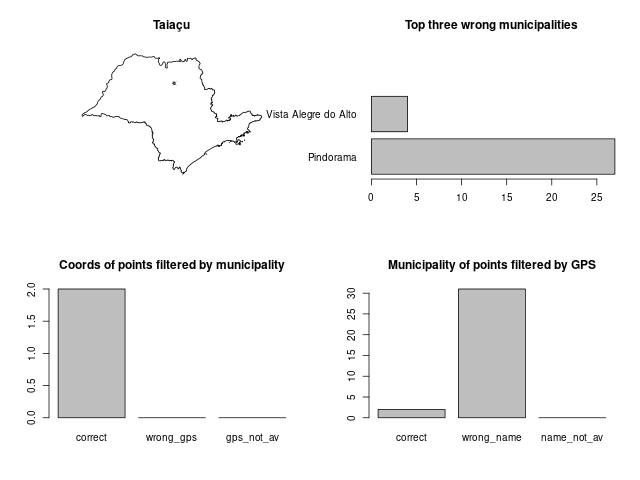 Taiaçu
Top three wrong municipalities
Vista Alegre do Alto
Pindorama
0 5 10 15 20 25
Coords of points filtered by municipality
2.0
1.5
1.0
0.5
0.0
correct wrong_gps gps_not_av
Municipality of points filtered by GPS
30
25
20
15
10
5
0
correct wrong_name name_not_av